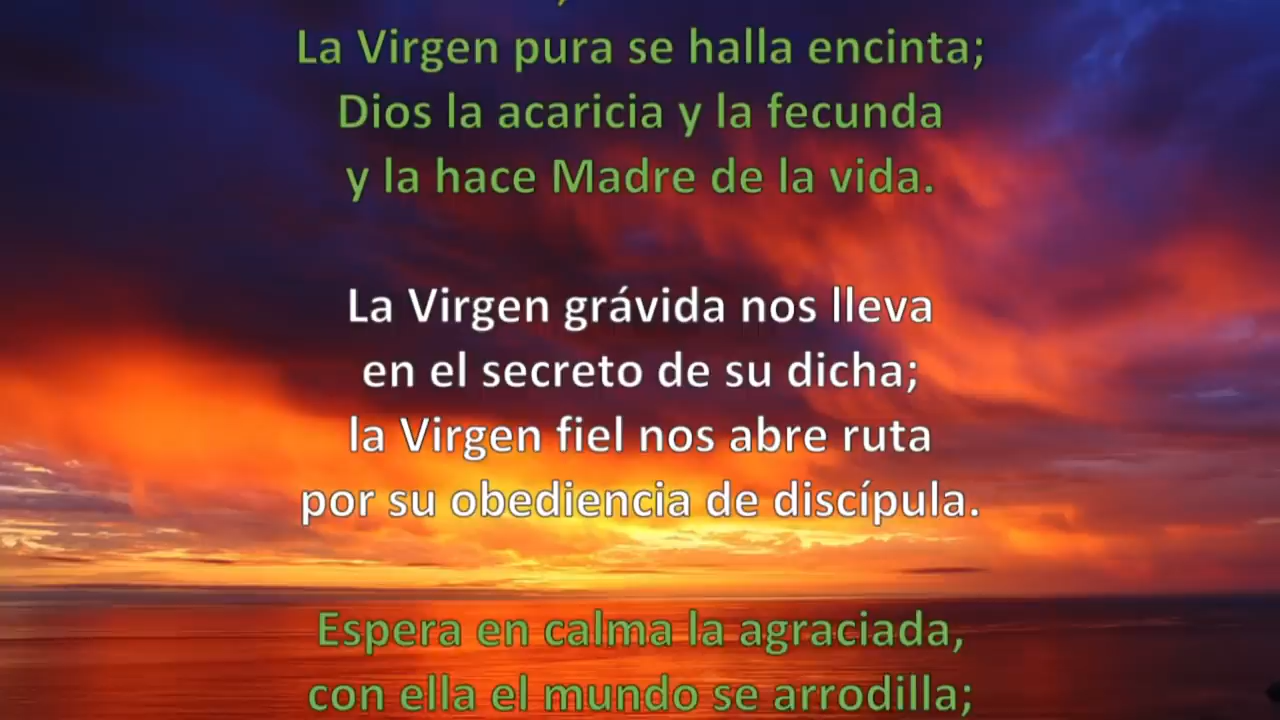 La Virgen pura se halla encinta;
Dios la acaricia y la fecunda
y la hace Madre de la vida.
La Virgen grávida nos lleva
en el secreto de su dicha;
la Virgen fiel nos abre ruta
por su obediencia de discípula.
Espera en calma la agraciada,
con ella el mundo se arrodilla;